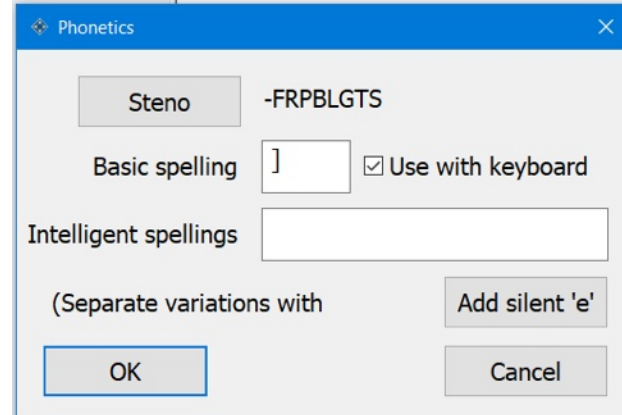 Phonetics
Steno -FRPBLGTS
Basic spelling ] Use with keyboard
Intelligent spellings
(Separate variations with Add silent 'e'
OK Cancel